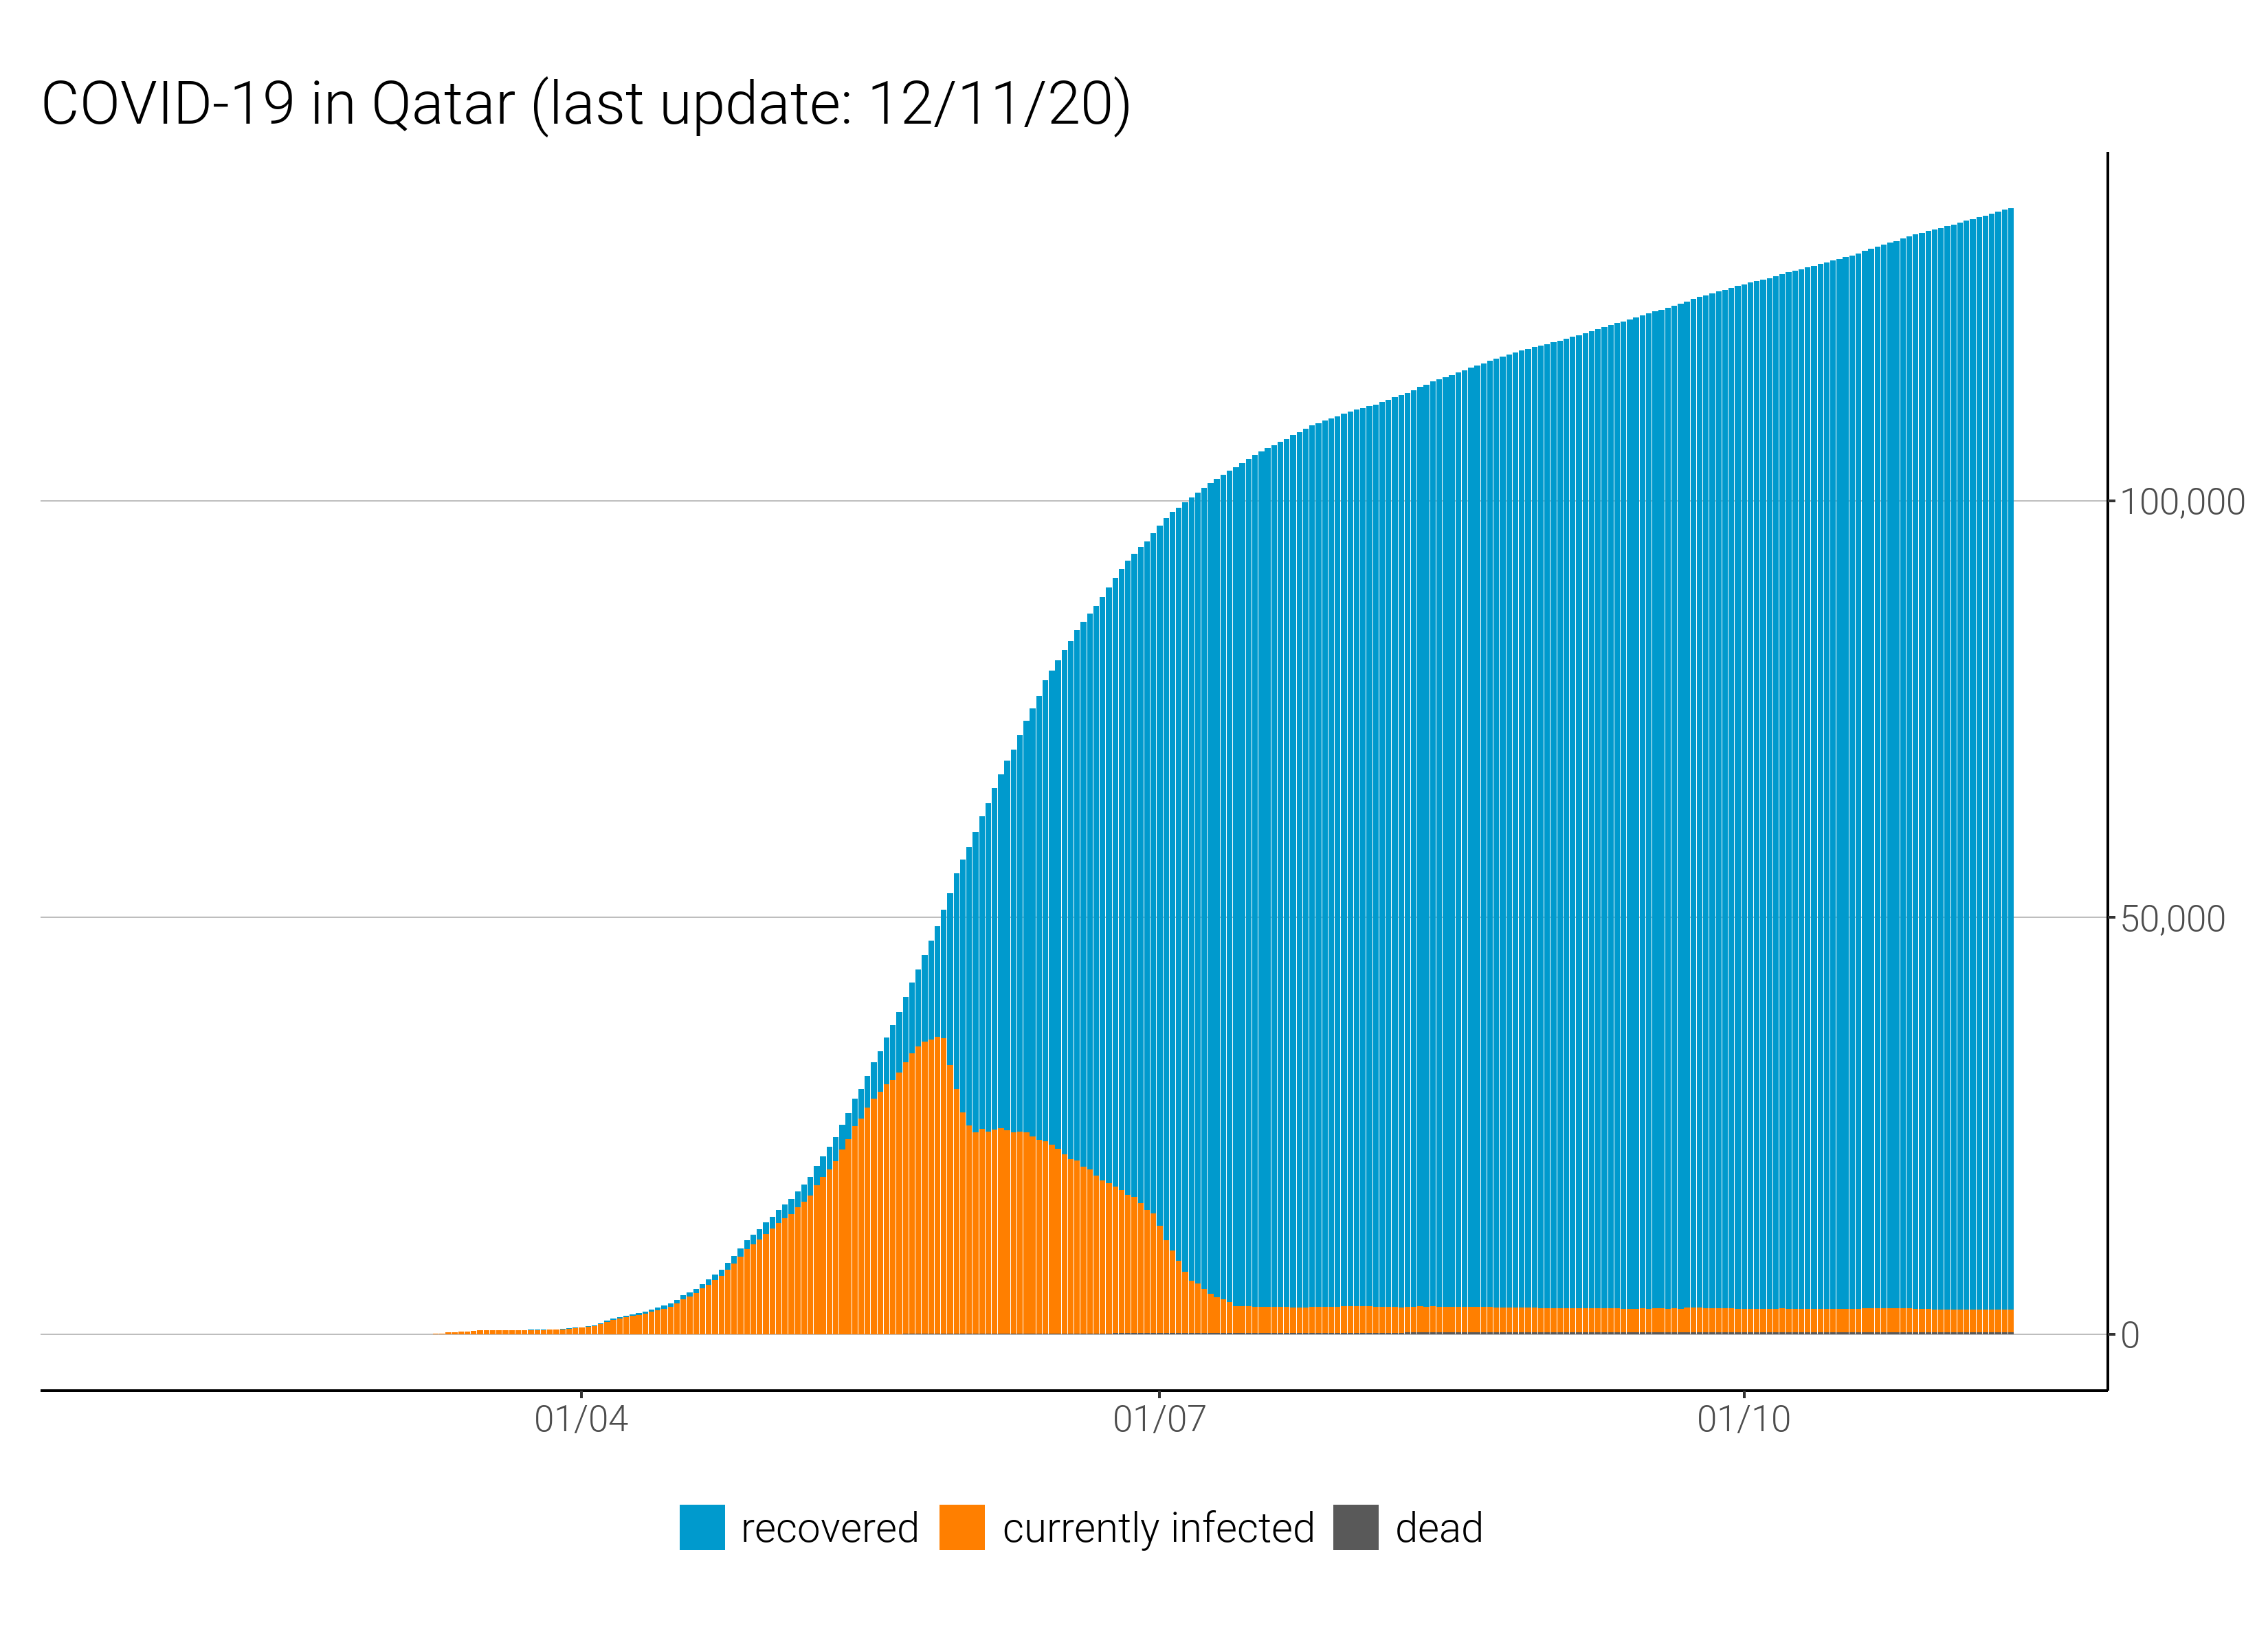 COVID-19 in Qatar (last update: 12/11/20)
100,000
50,000
0
01/04 01/07 01/10
recovered currently infected dead